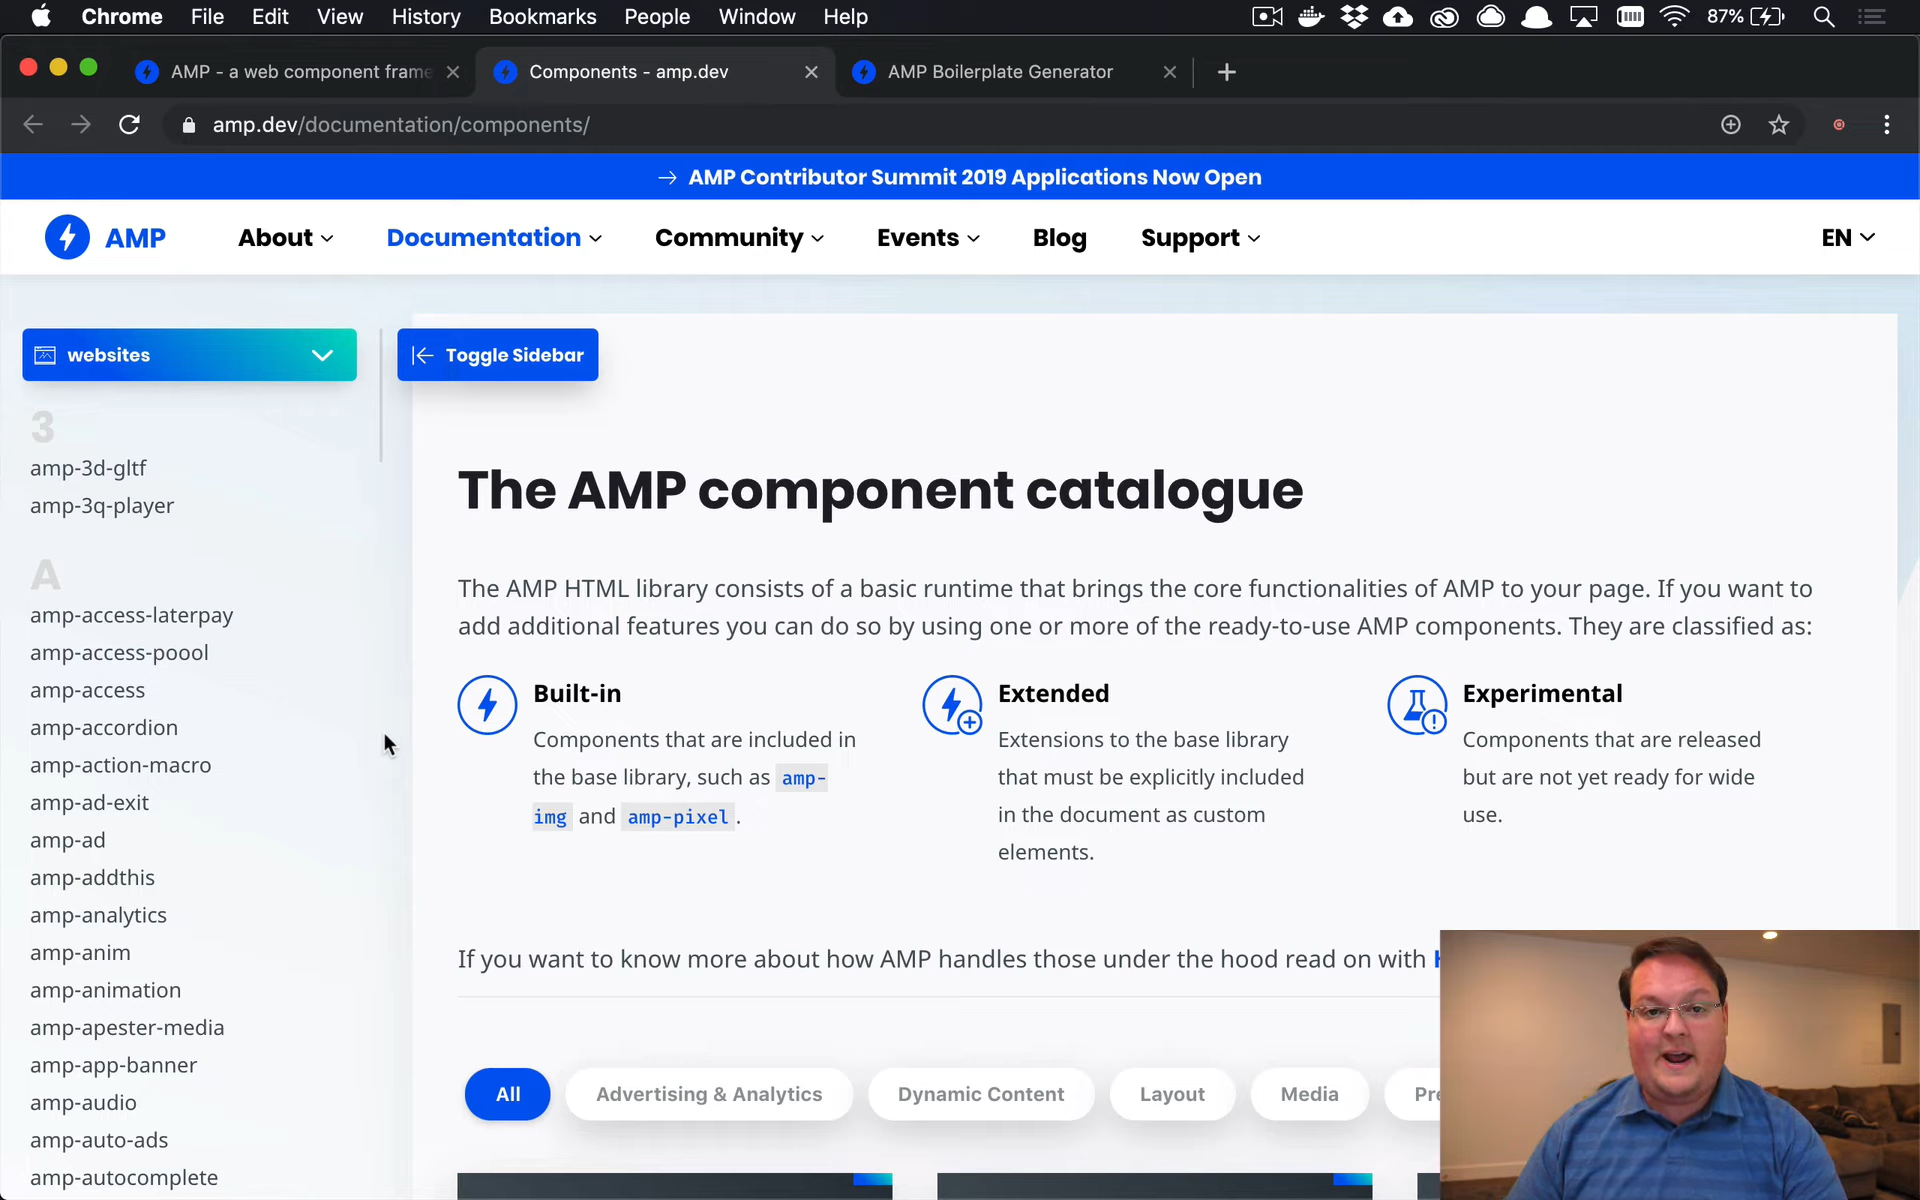 Chrome File Edit View History Bookmarks People Window Help 87%
AMP - a web component frame
Components - amp.dev
AMP Boilerplate Generator
amp.dev/documentation/components/
→ AMP Contributor Summit 2019 Applications Now Open
AMP About Documentation Community Events Blog Support EN
websites
Toggle Sidebar
3
amp-3d-gltf
amp-3q-player
A
amp-access-laterpay
amp-access-poool
amp-access
amp-accordion
amp-action-macro
amp-ad-exit
amp-ad
amp-addthis
amp-analytics
amp-anim
amp-animation
amp-apester-media
amp-app-banner
amp-audio
amp-auto-ads
amp-autocomplete
The AMP component catalogue
The AMP HTML library consists of a basic runtime that brings the core functionalities of AMP to your page. If you want to
add additional features you can do so by using one or more of the ready-to-use AMP components. They are classified as:
Built-in
Components that are included in
the base library, such as amp-
img and amp-pixel.
Extended
Extensions to the base library
that must be explicitly included
in the document as custom
elements.
Experimental
Components that are released
but are not yet ready for wide
use.
If you want to know more about how AMP handles those under the hood read on with
All Advertising & Analytics Dynamic Content Layout Media